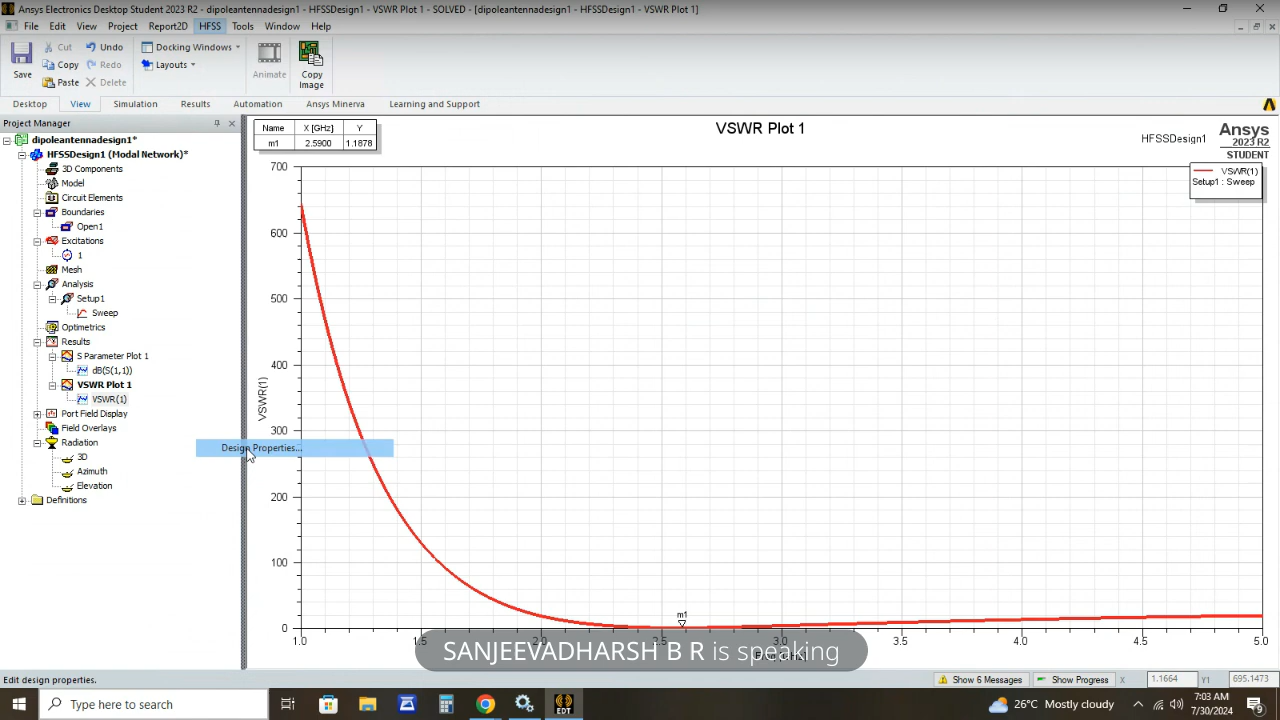 Ansys Electronics Desktop Student 2023 R2 - dipoleantennadesign1 - HFSSDesign1 - VSWR Plot 1 - SOLVED - [dipoleantennadesign1 - HFSSDesign1 - VSWR Plot 1]
File Edit View Project Report2D HFSS Tools Window Help
Save Cut Copy Paste Undo Redo Delete Docking Windows Layouts Animate Copy Image
Desktop View Simulation Results Automation Ansys Minerva Learning and Support
Project Manager
dipoleantennadesign1*
HFSSDesign1 (Modal Network)*
3D Components
Model
Circuit Elements
Boundaries
Open1
Excitations
1
Mesh
Analysis
Setup1
Sweep
Optimetrics
Results
S Parameter Plot 1
dB(S(1,1))
VSWR Plot 1
VSWR(1)
Port Field Display
Field Overlays
Radiation
3D
Azimuth
Elevation
Definitions
Design Properties...
Name X [GHz] Y
m1 2.5900 1.1878
VSWR Plot 1
HFSSDesign1
Ansys
2023 R2
STUDENT
VSWR(1)
Setup1 : Sweep
VSWR(1)
700
600
500
400
300
200
100
0
m1
1.0 1.5 2.0 2.5 3.0 3.5 4.0 4.5 5.0
SANJEEVADHARSH B R is speaking
Edit design properties.
Show 6 Messages Show Progress X 1.1664 Y1 695.1473
Type here to search
EDT
26°C Mostly cloudy
7:03 AM
7/30/2024
9